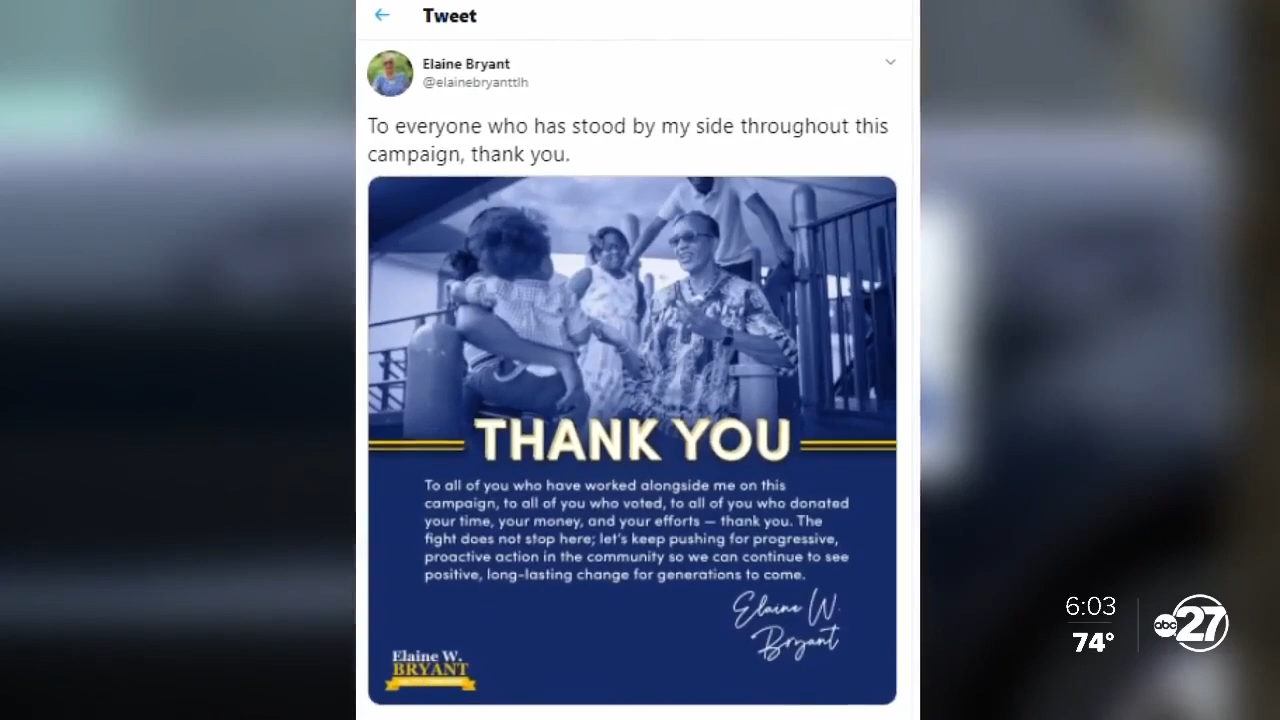 Tweet
Elaine Bryant
@elainebryanttlh
To everyone who has stood by my side throughout this
campaign, thank you.
THANK YOU
To all of you who have worked alongside me on this
campaign, to all of you who voted, to all of you who donated
your time, your money, and your efforts — thank you. The
fight does not stop here; let's keep pushing for progressive,
proactive action in the community so we can continue to see
positive, long-lasting change for generations to come.
Elaine W.
Bryant
Elaine W.
BRYANT
6:03
74°
abc 27